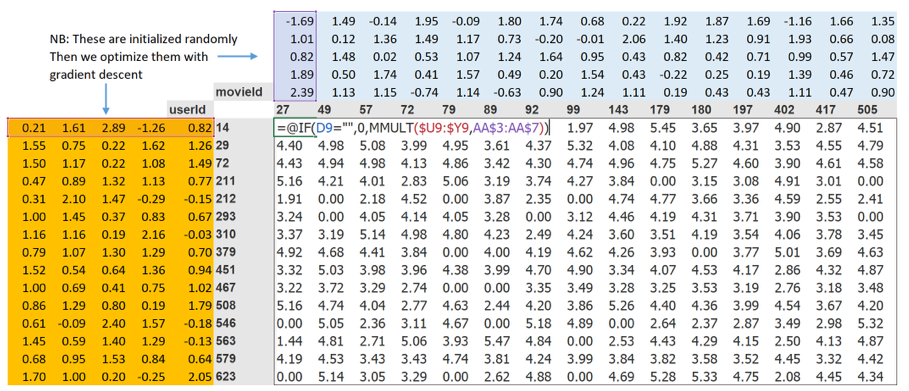 -1.69 1.49 -0.14 1.95 -0.09 1.80 1.74 0.68 0.22 1.92 1.87 1.69 -1.16 1.66 1.35
NB: These are initialized randomly 1.01 0.12 1.36 1.49 1.17 0.73 -0.20 -0.01 2.06 1.40 1.23 0.91 1.93 0.66 0.08
Then we optimize them with 0.82 1.48 0.02 0.53 1.07 1.24 1.64 0.95 0.43 0.82 0.42 0.71 0.99 0.57 1.47
gradient descent 1.89 0.50 1.74 0.41 1.57 0.49 0.20 1.54 0.43 -0.22 0.25 0.19 1.39 0.46 0.72
movieId 2.39 1.13 1.15 -0.74 1.14 -0.63 0.90 1.24 1.11 0.19 0.43 0.43 1.11 0.47 0.90
userId 27 49 57 72 79 89 92 99 143 179 180 197 402 417 505
0.21 1.61 2.89 -1.26 0.82 14 =@IF(D9="",0,MMULT($U9:$Y9,AA$3:AA$7)) 1.97 4.98 5.45 3.65 3.97 4.90 2.87 4.51
1.55 0.75 0.22 1.62 1.26 29 4.40 4.98 5.08 3.99 4.95 3.61 4.37 5.32 4.08 4.10 4.88 4.31 3.53 4.55 4.79
1.50 1.17 0.22 1.08 1.49 72 4.43 4.94 4.98 4.13 4.86 3.42 4.30 4.74 4.96 4.75 5.27 4.60 3.90 4.61 4.58
0.47 0.89 1.32 1.13 0.77 211 5.16 4.21 4.01 2.83 5.06 3.19 3.74 4.27 3.84 0.00 3.15 3.08 4.91 3.01 0.00
0.31 2.10 1.47 -0.29 -0.15 212 1.91 0.00 2.18 4.52 0.00 3.87 2.35 0.00 4.74 4.77 3.66 3.36 4.59 2.55 2.41
1.00 1.45 0.37 0.83 0.67 293 3.24 0.00 4.05 4.14 4.05 3.28 0.00 3.12 4.46 4.19 4.31 3.71 3.90 3.53 0.00
1.16 1.16 0.19 2.16 -0.03 310 3.37 3.19 5.14 4.98 4.80 4.23 2.49 4.24 3.60 3.51 4.19 3.54 4.06 3.78 3.45
0.79 1.07 1.30 1.29 0.70 379 4.92 4.68 4.41 3.84 0.00 4.00 4.19 4.62 4.26 3.93 0.00 3.77 5.01 3.69 4.63
1.52 0.54 0.64 1.36 0.94 451 3.32 5.03 3.98 3.96 4.38 3.99 4.70 4.90 3.34 4.07 4.53 4.17 2.86 4.32 4.87
1.00 0.69 0.41 0.75 1.02 467 3.22 3.72 3.29 2.74 0.00 0.00 3.35 3.49 3.28 3.25 3.53 3.19 2.76 3.18 3.48
0.86 1.29 0.80 0.19 1.79 508 5.16 4.74 4.04 2.77 4.63 2.44 4.20 3.86 5.26 4.40 4.36 3.99 4.54 3.67 4.20
0.61 -0.09 2.40 1.57 -0.18 546 0.00 5.05 2.36 3.11 4.67 0.00 5.18 4.89 0.00 2.64 2.37 2.87 3.49 2.98 5.32
1.45 0.59 1.40 1.29 -0.13 563 1.44 4.81 2.71 5.06 3.93 5.47 4.84 0.00 2.53 4.43 4.29 4.15 2.50 4.13 4.87
0.68 0.95 1.53 0.84 0.64 579 4.19 4.53 3.43 3.43 4.74 3.81 4.24 3.99 3.84 3.82 3.58 3.52 4.45 3.32 4.42
1.70 1.00 0.20 -0.25 2.05 623 0.00 5.14 3.05 3.29 0.00 2.62 4.88 0.00 4.69 5.28 5.33 4.75 2.08 4.45 4.34